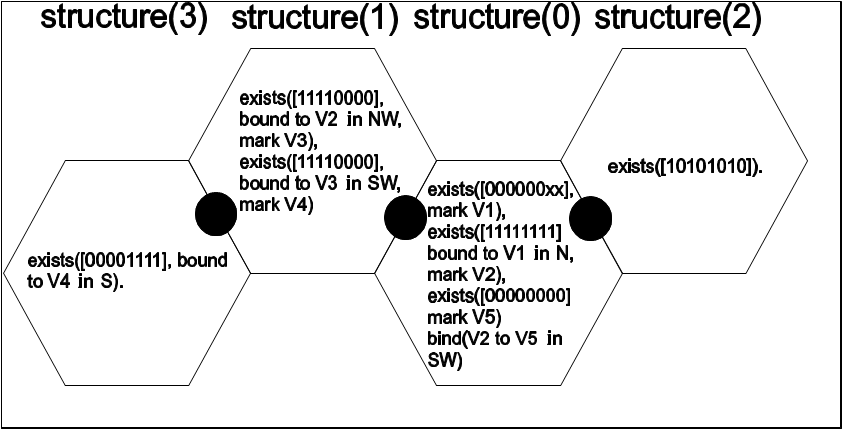 structure(3) structure(1) structure(0) structure(2)
exists([11110000],
bound to V2 in NW,
mark V3),
exists([11110000],
bound to V3 in SW,
mark V4)
exists([10101010]).
exists([000000xx],
mark V1),
exists([11111111]
bound to V1 in N,
mark V2),
exists([00000000]
mark V5)
bind(V2 to V5 in
SW)
exists([00001111], bound
to V4 in S).